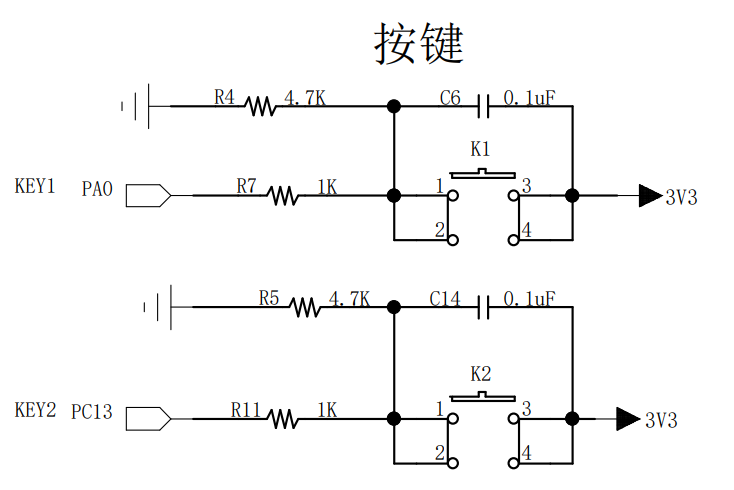 按键
R4 4.7K C6 0.1uF
K1
KEY1 PA0 R7 1K 1 3 3V3
2 4
R5 4.7K C14 0.1uF
K2
KEY2 PC13 R11 1K 1 3 3V3
2 4